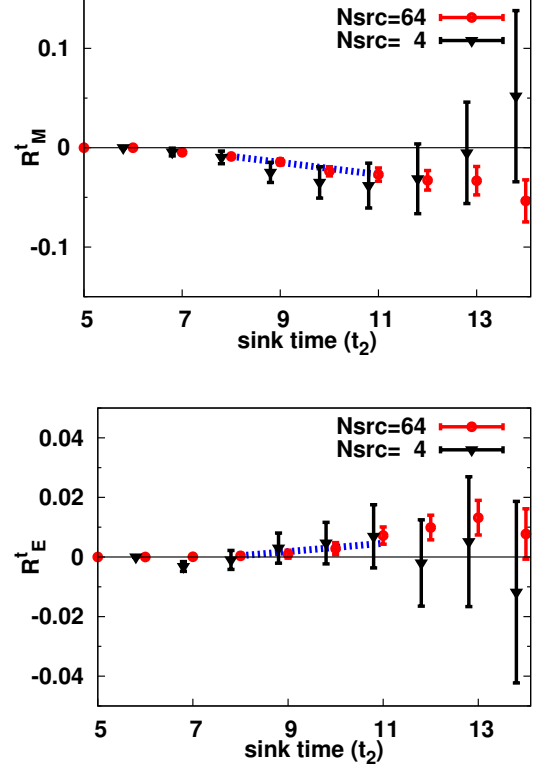 Nsrc=64
Nsrc= 4
0.1
0
-0.1
R^t_M
5 7 9 11 13
sink time (t_2)
Nsrc=64
Nsrc= 4
0.04
0.02
0
-0.02
-0.04
R^t_E
5 7 9 11 13
sink time (t_2)